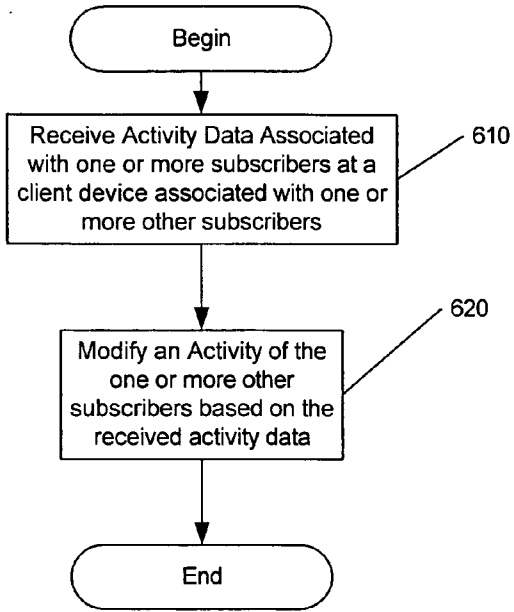 Begin
Receive Activity Data Associated
with one or more subscribers at a
client device associated with one or
more other subscribers
610
620
Modify an Activity of the
one or more other
subscribers based on the
received activity data
End